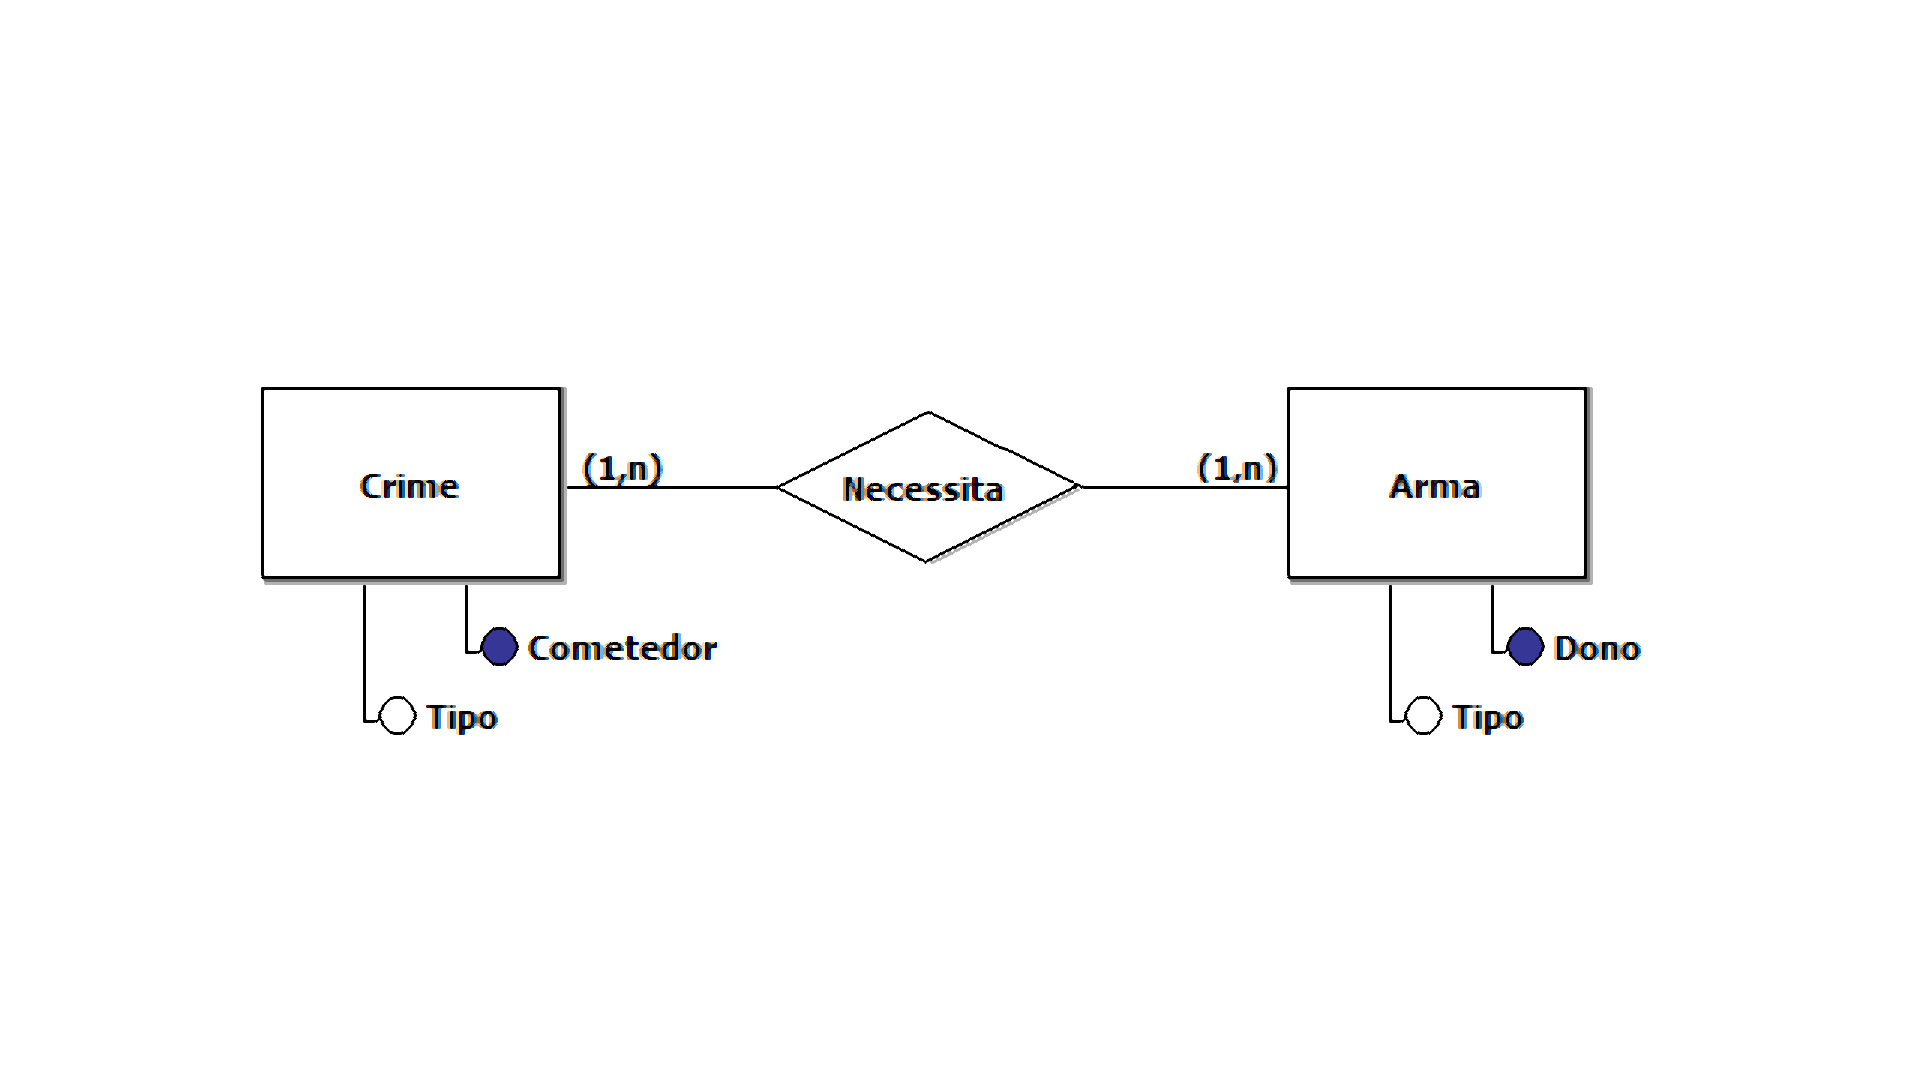 (1,n)
(1,n)
Crime
Necessita
Arma
Cometedor
Dono
Tipo
Tipo